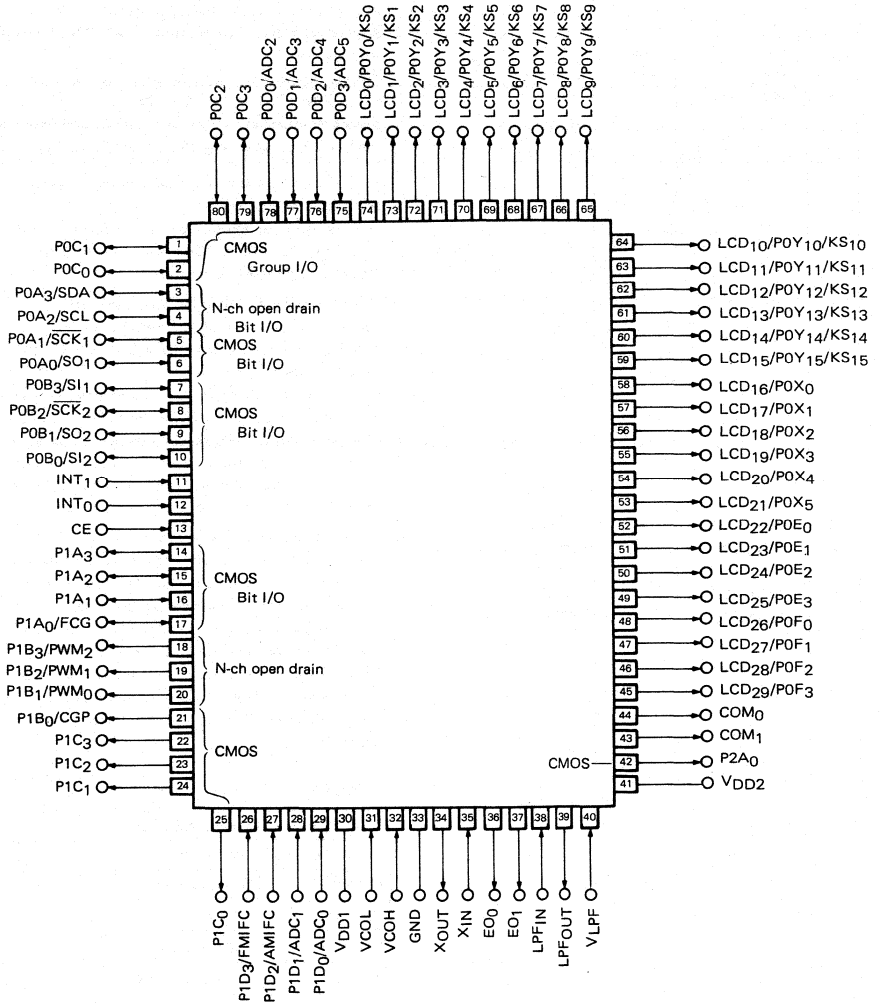 P0C₂
P0C₃
P0D₀/ADC₂
P0D₁/ADC₃
P0D₂/ADC₄
P0D₃/ADC₅
LCD₀/P0Y₀/KS₀
LCD₁/P0Y₁/KS₁
LCD₂/P0Y₂/KS₂
LCD₃/P0Y₃/KS₃
LCD₄/P0Y₄/KS₄
LCD₅/P0Y₅/KS₅
LCD₆/P0Y₆/KS₆
LCD₇/P0Y₇/KS₇
LCD₈/P0Y₈/KS₈
LCD₉/P0Y₉/KS₉
80 79 78 77 76 75 74 73 72 71 70 69 68 67 66 65
P0C₁ 1
P0C₀ 2
P0A₃/SDA 3
P0A₂/SCL 4
P0A₁/S̅C̅K̅₁ 5
P0A₀/SO₁ 6
P0B₃/SI₁ 7
P0B₂/S̅C̅K̅₂ 8
P0B₁/SO₂ 9
P0B₀/SI₂ 10
INT₁ 11
INT₀ 12
CE 13
P1A₃ 14
P1A₂ 15
P1A₁ 16
P1A₀/FCG 17
P1B₃/PWM₂ 18
P1B₂/PWM₁ 19
P1B₁/PWM₀ 20
P1B₀/CGP 21
P1C₃ 22
P1C₂ 23
P1C₁ 24
CMOS
Group I/O
N-ch open drain
Bit I/O
CMOS
Bit I/O
CMOS
Bit I/O
CMOS
Bit I/O
N-ch open drain
CMOS
64 LCD₁₀/P0Y₁₀/KS₁₀
63 LCD₁₁/P0Y₁₁/KS₁₁
62 LCD₁₂/P0Y₁₂/KS₁₂
61 LCD₁₃/P0Y₁₃/KS₁₃
60 LCD₁₄/P0Y₁₄/KS₁₄
59 LCD₁₅/P0Y₁₅/KS₁₅
58 LCD₁₆/P0X₀
57 LCD₁₇/P0X₁
56 LCD₁₈/P0X₂
55 LCD₁₉/P0X₃
54 LCD₂₀/P0X₄
53 LCD₂₁/P0X₅
52 LCD₂₂/P0E₀
51 LCD₂₃/P0E₁
50 LCD₂₄/P0E₂
49 LCD₂₅/P0E₃
48 LCD₂₆/P0F₀
47 LCD₂₇/P0F₁
46 LCD₂₈/P0F₂
45 LCD₂₉/P0F₃
44 COM₀
43 COM₁
CMOS 42 P2A₀
41 V_DD2
25 26 27 28 29 30 31 32 33 34 35 36 37 38 39 40
P1C₀
P1D₃/FMIFC
P1D₂/AMIFC
P1D₁/ADC₁
P1D₀/ADC₀
V_DD1
VCOL
VCOH
GND
X_OUT
X_IN
EO₀
EO₁
LPF_IN
LPF_OUT
V_LPF